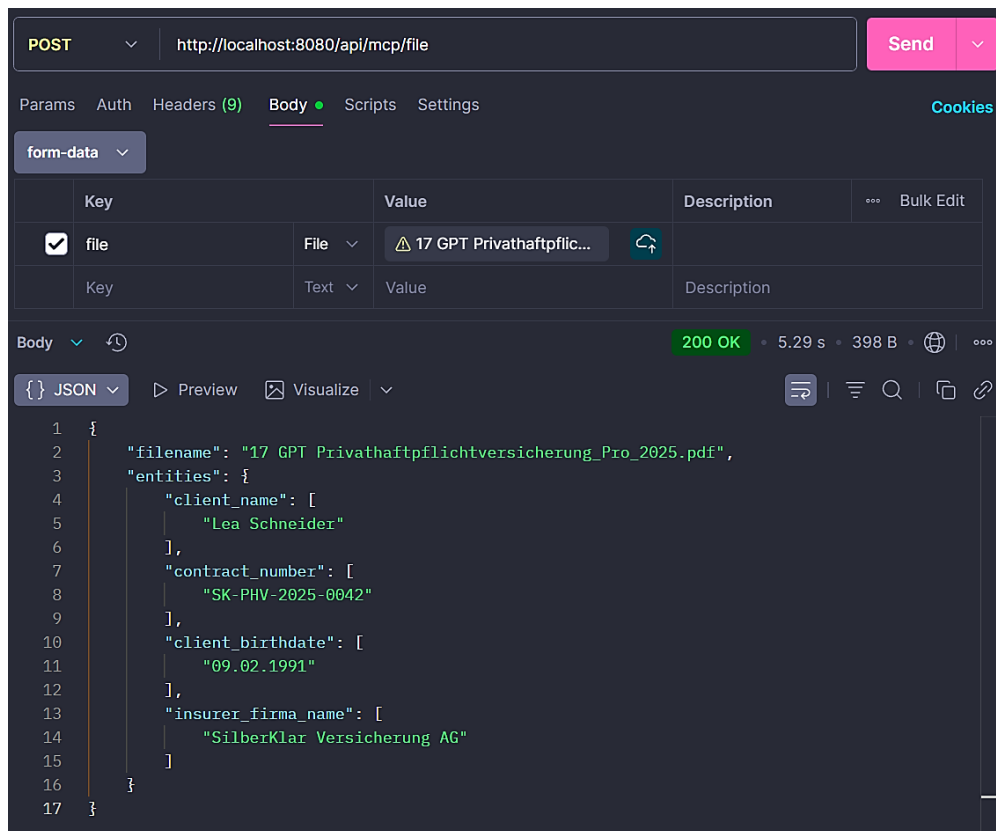 POST http://localhost:8080/api/mcp/file Send
Params Auth Headers (9) Body Scripts Settings Cookies
form-data
Key Value Description Bulk Edit
file File 17 GPT Privathaftpflic...
Key Text Value Description
Body 200 OK 5.29 s 398 B
{ } JSON Preview Visualize
1 {
2 "filename": "17 GPT Privathaftpflichtversicherung_Pro_2025.pdf",
3 "entities": {
4 "client_name": [
5 "Lea Schneider"
6 ],
7 "contract_number": [
8 "SK-PHV-2025-0042"
9 ],
10 "client_birthdate": [
11 "09.02.1991"
12 ],
13 "insurer_firma_name": [
14 "SilberKlar Versicherung AG"
15 ]
16 }
17 }